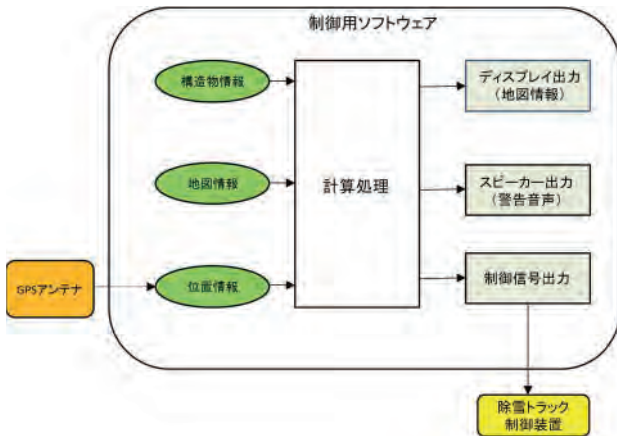 制御用ソフトウェア
構造物情報
地図情報
位置情報
GPSアンテナ
計算処理
ディスプレイ出力
（地図情報）
スピーカー出力
（警告音声）
制御信号出力
除雪トラック
制御装置